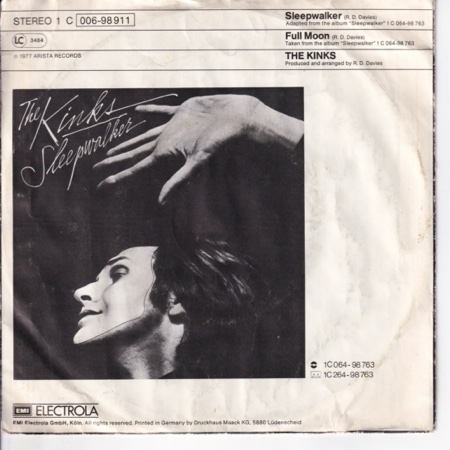 STEREO 1 C 006-98911
LC 3484
℗ 1977 ARISTA RECORDS
Sleepwalker (R. D. Davies)
Adapted from the album "Sleepwalker" 1 C 064-98 763
Full Moon (R. D. Davies)
Taken from the album "Sleepwalker" 1 C 064-98 763
THE KINKS
Produced and arranged by R. D. Davies
The Kinks
Sleepwalker
1C 064-98 763
1C 264-98 763
EMI ELECTROLA
EMI Electrola GmbH, Köln, All rights reserved. Printed in Germany by Druckhaus Maack KG, 5880 Lüdenscheid